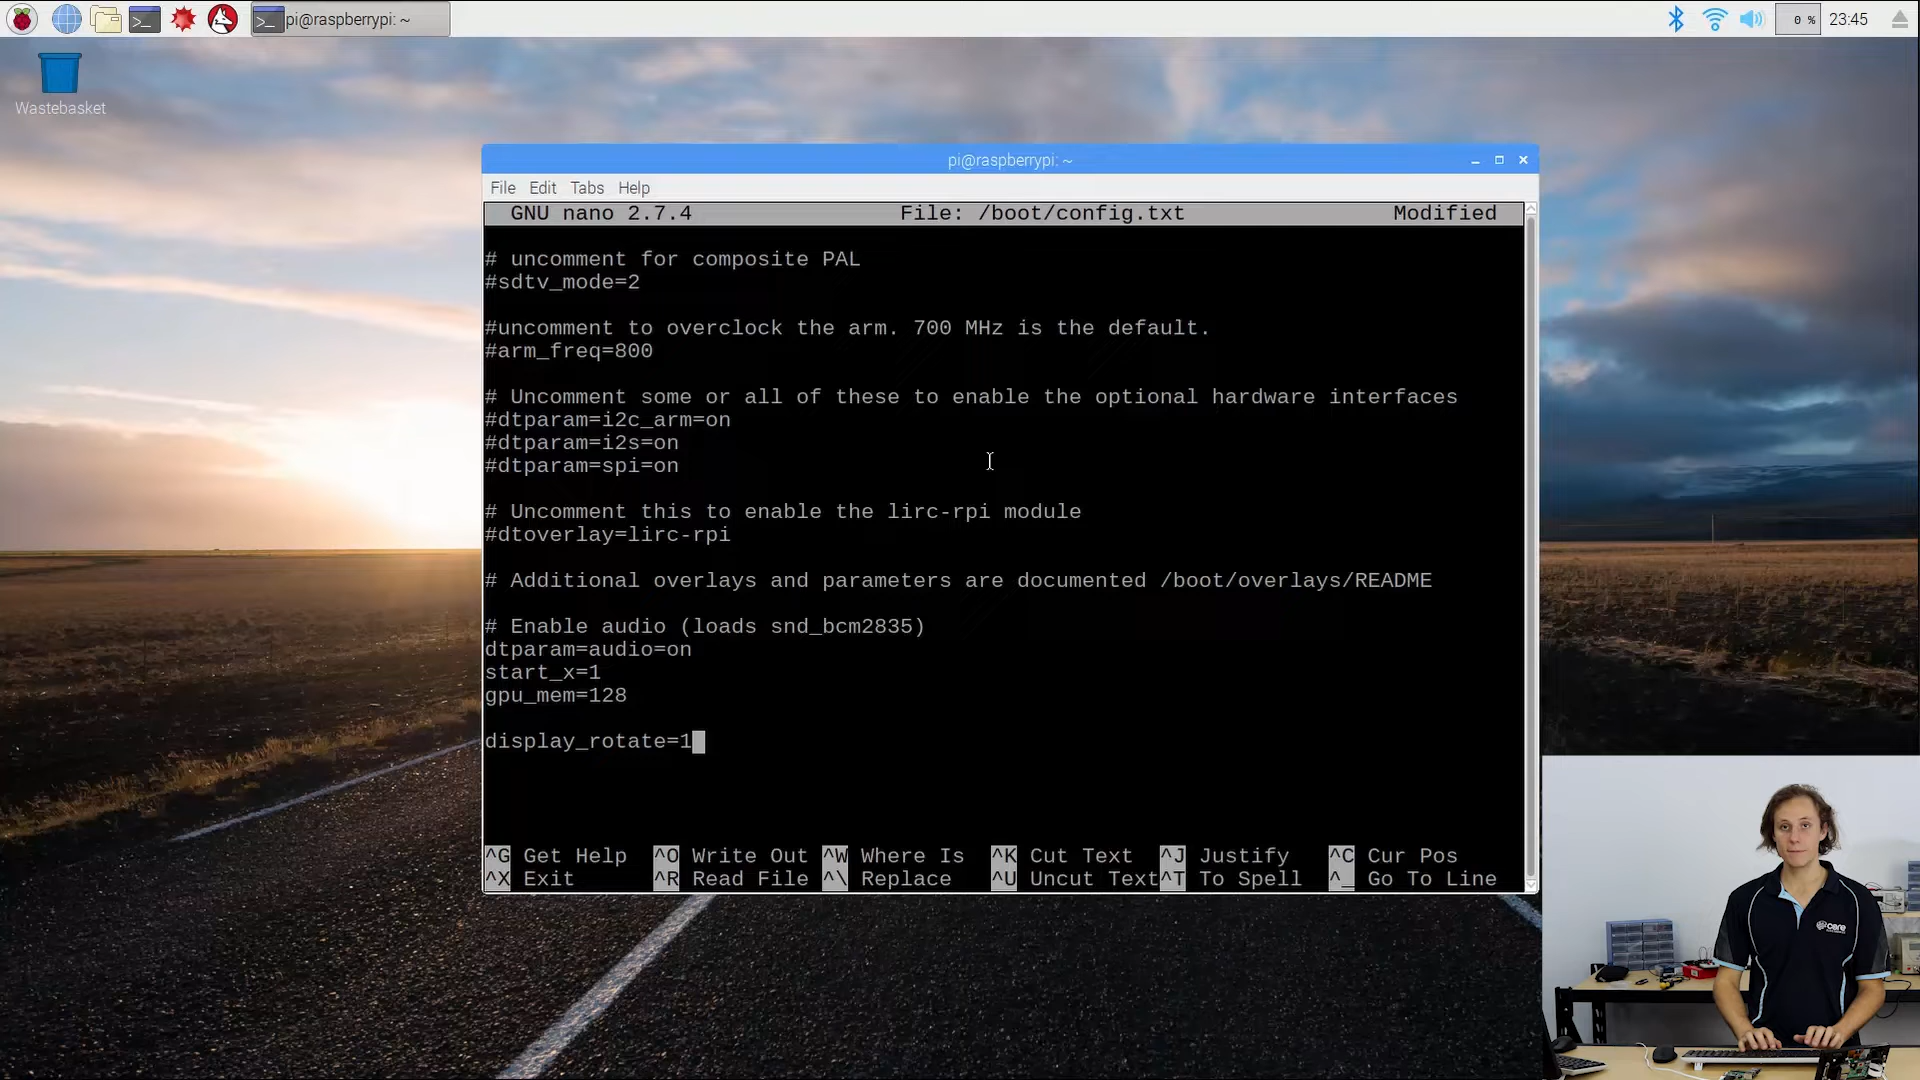 pi@raspberrypi: ~
0 %
23:45
Wastebasket
pi@raspberrypi: ~
File Edit Tabs Help
GNU nano 2.7.4 File: /boot/config.txt Modified
# uncomment for composite PAL
#sdtv_mode=2
#uncomment to overclock the arm. 700 MHz is the default.
#arm_freq=800
# Uncomment some or all of these to enable the optional hardware interfaces
#dtparam=i2c_arm=on
#dtparam=i2s=on
#dtparam=spi=on
# Uncomment this to enable the lirc-rpi module
#dtoverlay=lirc-rpi
# Additional overlays and parameters are documented /boot/overlays/README
# Enable audio (loads snd_bcm2835)
dtparam=audio=on
start_x=1
gpu_mem=128
display_rotate=1
^G Get Help ^O Write Out ^W Where Is ^K Cut Text ^J Justify ^C Cur Pos
^X Exit ^R Read File ^\ Replace ^U Uncut Text ^T To Spell ^_ Go To Line
core